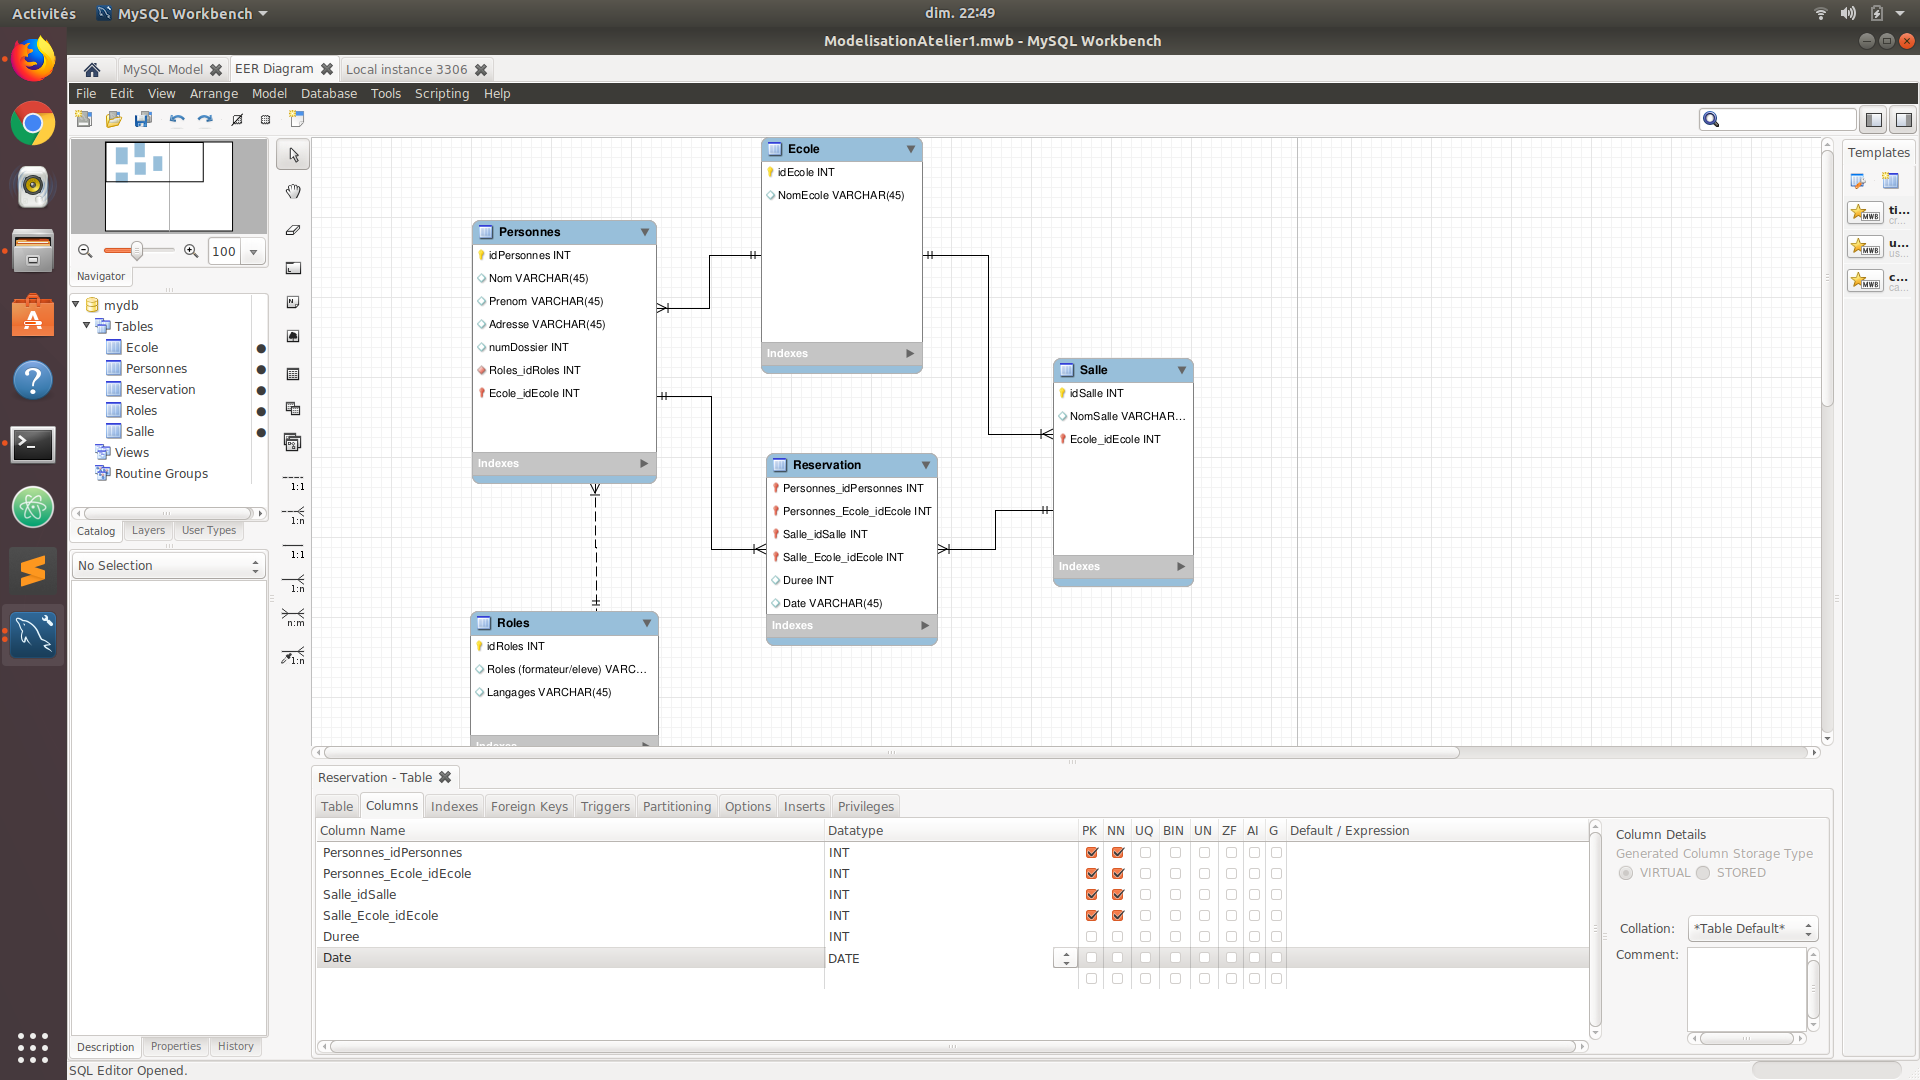 Activités
MySQL Workbench
dim. 22:49
ModelisationAtelier1.mwb - MySQL Workbench
MySQL Model
EER Diagram
Local instance 3306
File Edit View Arrange Model Database Tools Scripting Help
100
Navigator
mydb
Tables
Ecole
Personnes
Reservation
Roles
Salle
Views
Routine Groups
Catalog Layers User Types
No Selection
Description Properties History
1:1
1:n
1:1
1:n
n:m
1:n
Ecole
idEcole INT
NomEcole VARCHAR(45)
Indexes
Personnes
idPersonnes INT
Nom VARCHAR(45)
Prenom VARCHAR(45)
Adresse VARCHAR(45)
numDossier INT
Roles_idRoles INT
Ecole_idEcole INT
Indexes
Salle
idSalle INT
NomSalle VARCHAR...
Ecole_idEcole INT
Indexes
Reservation
Personnes_idPersonnes INT
Personnes_Ecole_idEcole INT
Salle_idSalle INT
Salle_Ecole_idEcole INT
Duree INT
Date VARCHAR(45)
Indexes
Roles
idRoles INT
Roles (formateur/eleve) VARC...
Langages VARCHAR(45)
Indexes
Templates
ti...
cr...
u...
us...
c...
ca...
Reservation - Table
Table Columns Indexes Foreign Keys Triggers Partitioning Options Inserts Privileges
Column Name Datatype PK NN UQ BIN UN ZF AI G Default / Expression
Personnes_idPersonnes INT
Personnes_Ecole_idEcole INT
Salle_idSalle INT
Salle_Ecole_idEcole INT
Duree INT
Date DATE
Column Details
Generated Column Storage Type
VIRTUAL STORED
Collation: *Table Default*
Comment:
SQL Editor Opened.